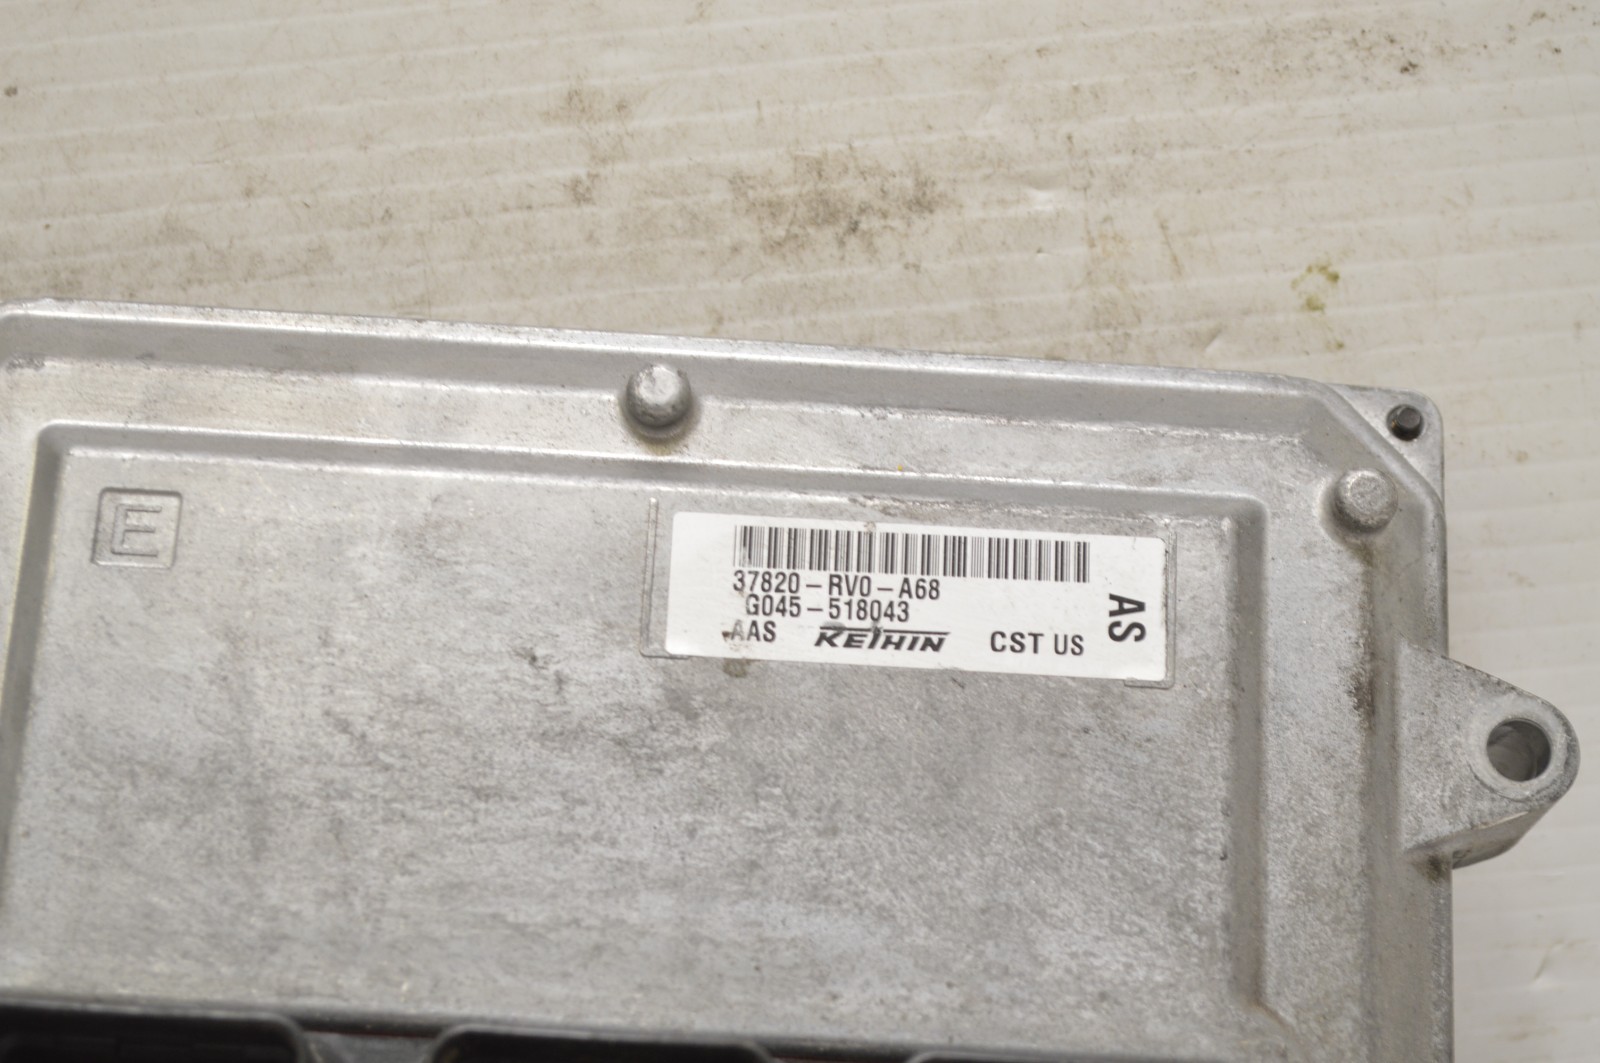 E
37820-RV0-A68
G045-518043
AAS KEIHIN CST US
AS